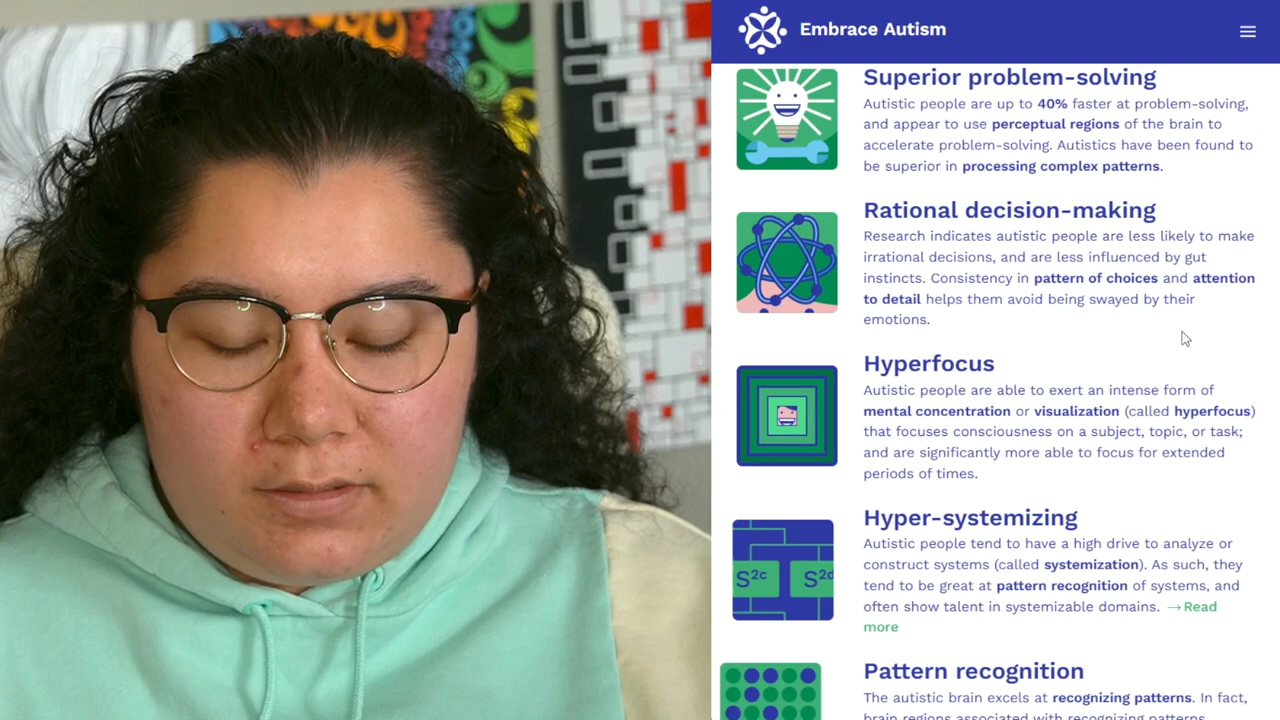 Embrace Autism
Superior problem-solving
Autistic people are up to 40% faster at problem-solving,
and appear to use perceptual regions of the brain to
accelerate problem-solving. Autistics have been found to
be superior in processing complex patterns.
Rational decision-making
Research indicates autistic people are less likely to make
irrational decisions, and are less influenced by gut
instincts. Consistency in pattern of choices and attention
to detail helps them avoid being swayed by their
emotions.
Hyperfocus
Autistic people are able to exert an intense form of
mental concentration or visualization (called hyperfocus)
that focuses consciousness on a subject, topic, or task;
and are significantly more able to focus for extended
periods of times.
Hyper-systemizing
S2c S2d
Autistic people tend to have a high drive to analyze or
construct systems (called systemization). As such, they
tend to be great at pattern recognition of systems, and
often show talent in systemizable domains. →Read
more
Pattern recognition
The autistic brain excels at recognizing patterns. In fact,
brain regions associated with recognizing patterns